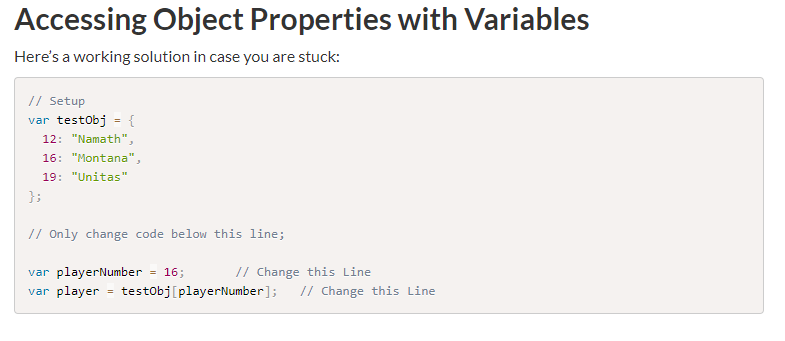 Accessing Object Properties with Variables
Here’s a working solution in case you are stuck:
// Setup
var testObj = {
  12: "Namath",
  16: "Montana",
  19: "Unitas"
};
// Only change code below this line;
var playerNumber = 16;       // Change this Line
var player = testObj[playerNumber];   // Change this Line